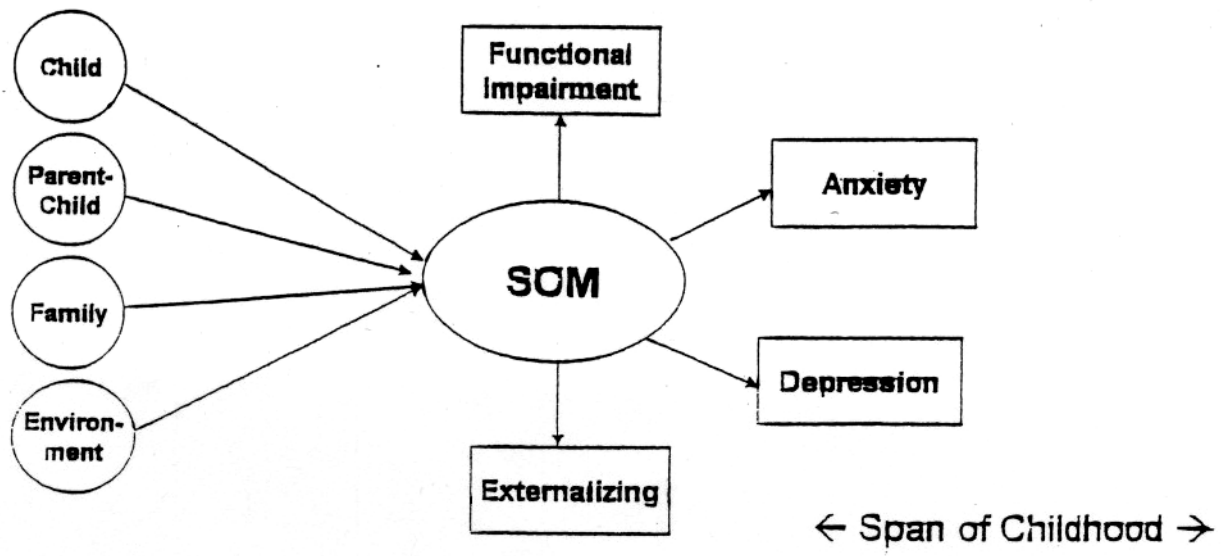 Child
Parent-
Child
Family
Environ-
ment
SOM
Functional
Impairment
Anxiety
Depression
Externalizing
← Span of Childhood →